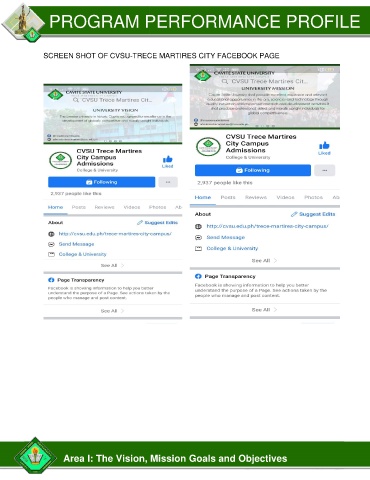 PROGRAM PERFORMANCE PROFILE
SCREEN SHOT OF CVSU-TRECE MARTIRES CITY FACEBOOK PAGE
CAVITE STATE UNIVERSITY
CVSU Trece Martires Cit...
UNIVERSITY VISION
CVSU Trece Martires
City Campus
Admissions
College & University
Liked
Following
2,937 people like this
Home Posts Reviews Videos Photos Ab
About Suggest Edits
http://cvsu.edu.ph/trece-martires-city-campus/
Send Message
College & University
See All
Page Transparency
Facebook is showing information to help you better
understand the purpose of a Page. See actions taken by the
people who manage and post content.
See All
CAVITE STATE UNIVERSITY
CVSU Trece Martires Cit...
UNIVERSITY MISSION
CVSU Trece Martires
City Campus
Admissions
College & University
Liked
Following
2,937 people like this
Home Posts Reviews Videos Photos Ab
About Suggest Edits
http://cvsu.edu.ph/trece-martires-city-campus/
Send Message
College & University
See All
Page Transparency
Facebook is showing information to help you better
understand the purpose of a Page. See actions taken by the
people who manage and post content.
See All
Area I: The Vision, Mission Goals and Objectives